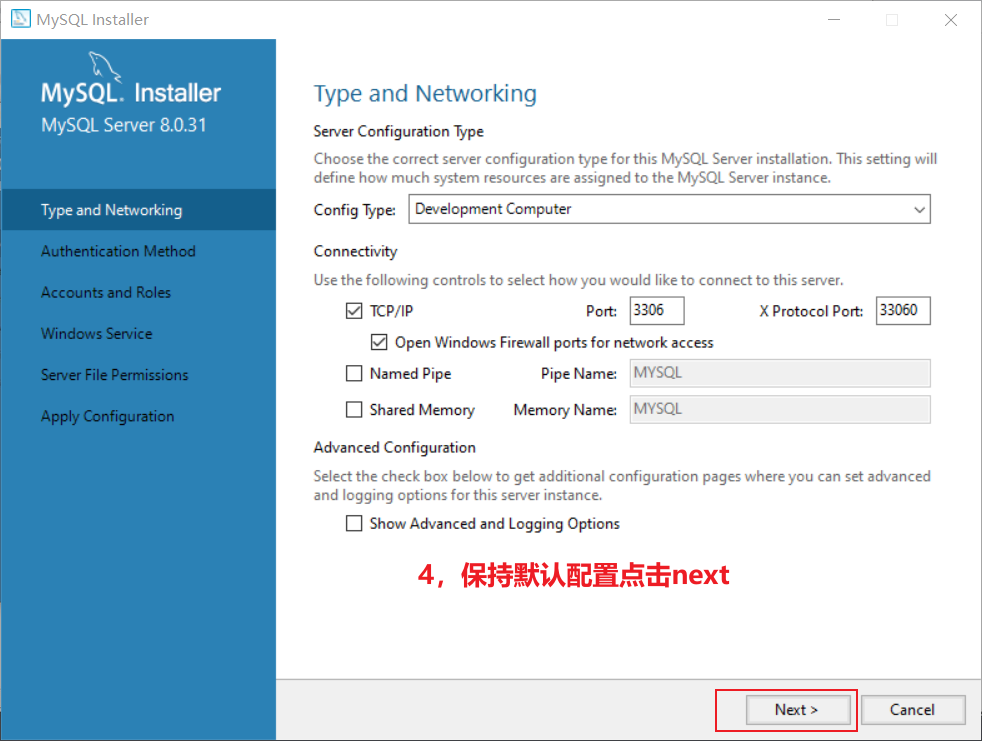 MySQL Installer
MySQL. Installer
MySQL Server 8.0.31
Type and Networking
Authentication Method
Accounts and Roles
Windows Service
Server File Permissions
Apply Configuration
Type and Networking
Server Configuration Type
Choose the correct server configuration type for this MySQL Server installation. This setting will
define how much system resources are assigned to the MySQL Server instance.
Config Type: Development Computer
Connectivity
Use the following controls to select how you would like to connect to this server.
TCP/IP Port: 3306 X Protocol Port: 33060
Open Windows Firewall ports for network access
Named Pipe Pipe Name: MYSQL
Shared Memory Memory Name: MYSQL
Advanced Configuration
Select the check box below to get additional configuration pages where you can set advanced
and logging options for this server instance.
Show Advanced and Logging Options
4，保持默认配置点击next
Next > Cancel